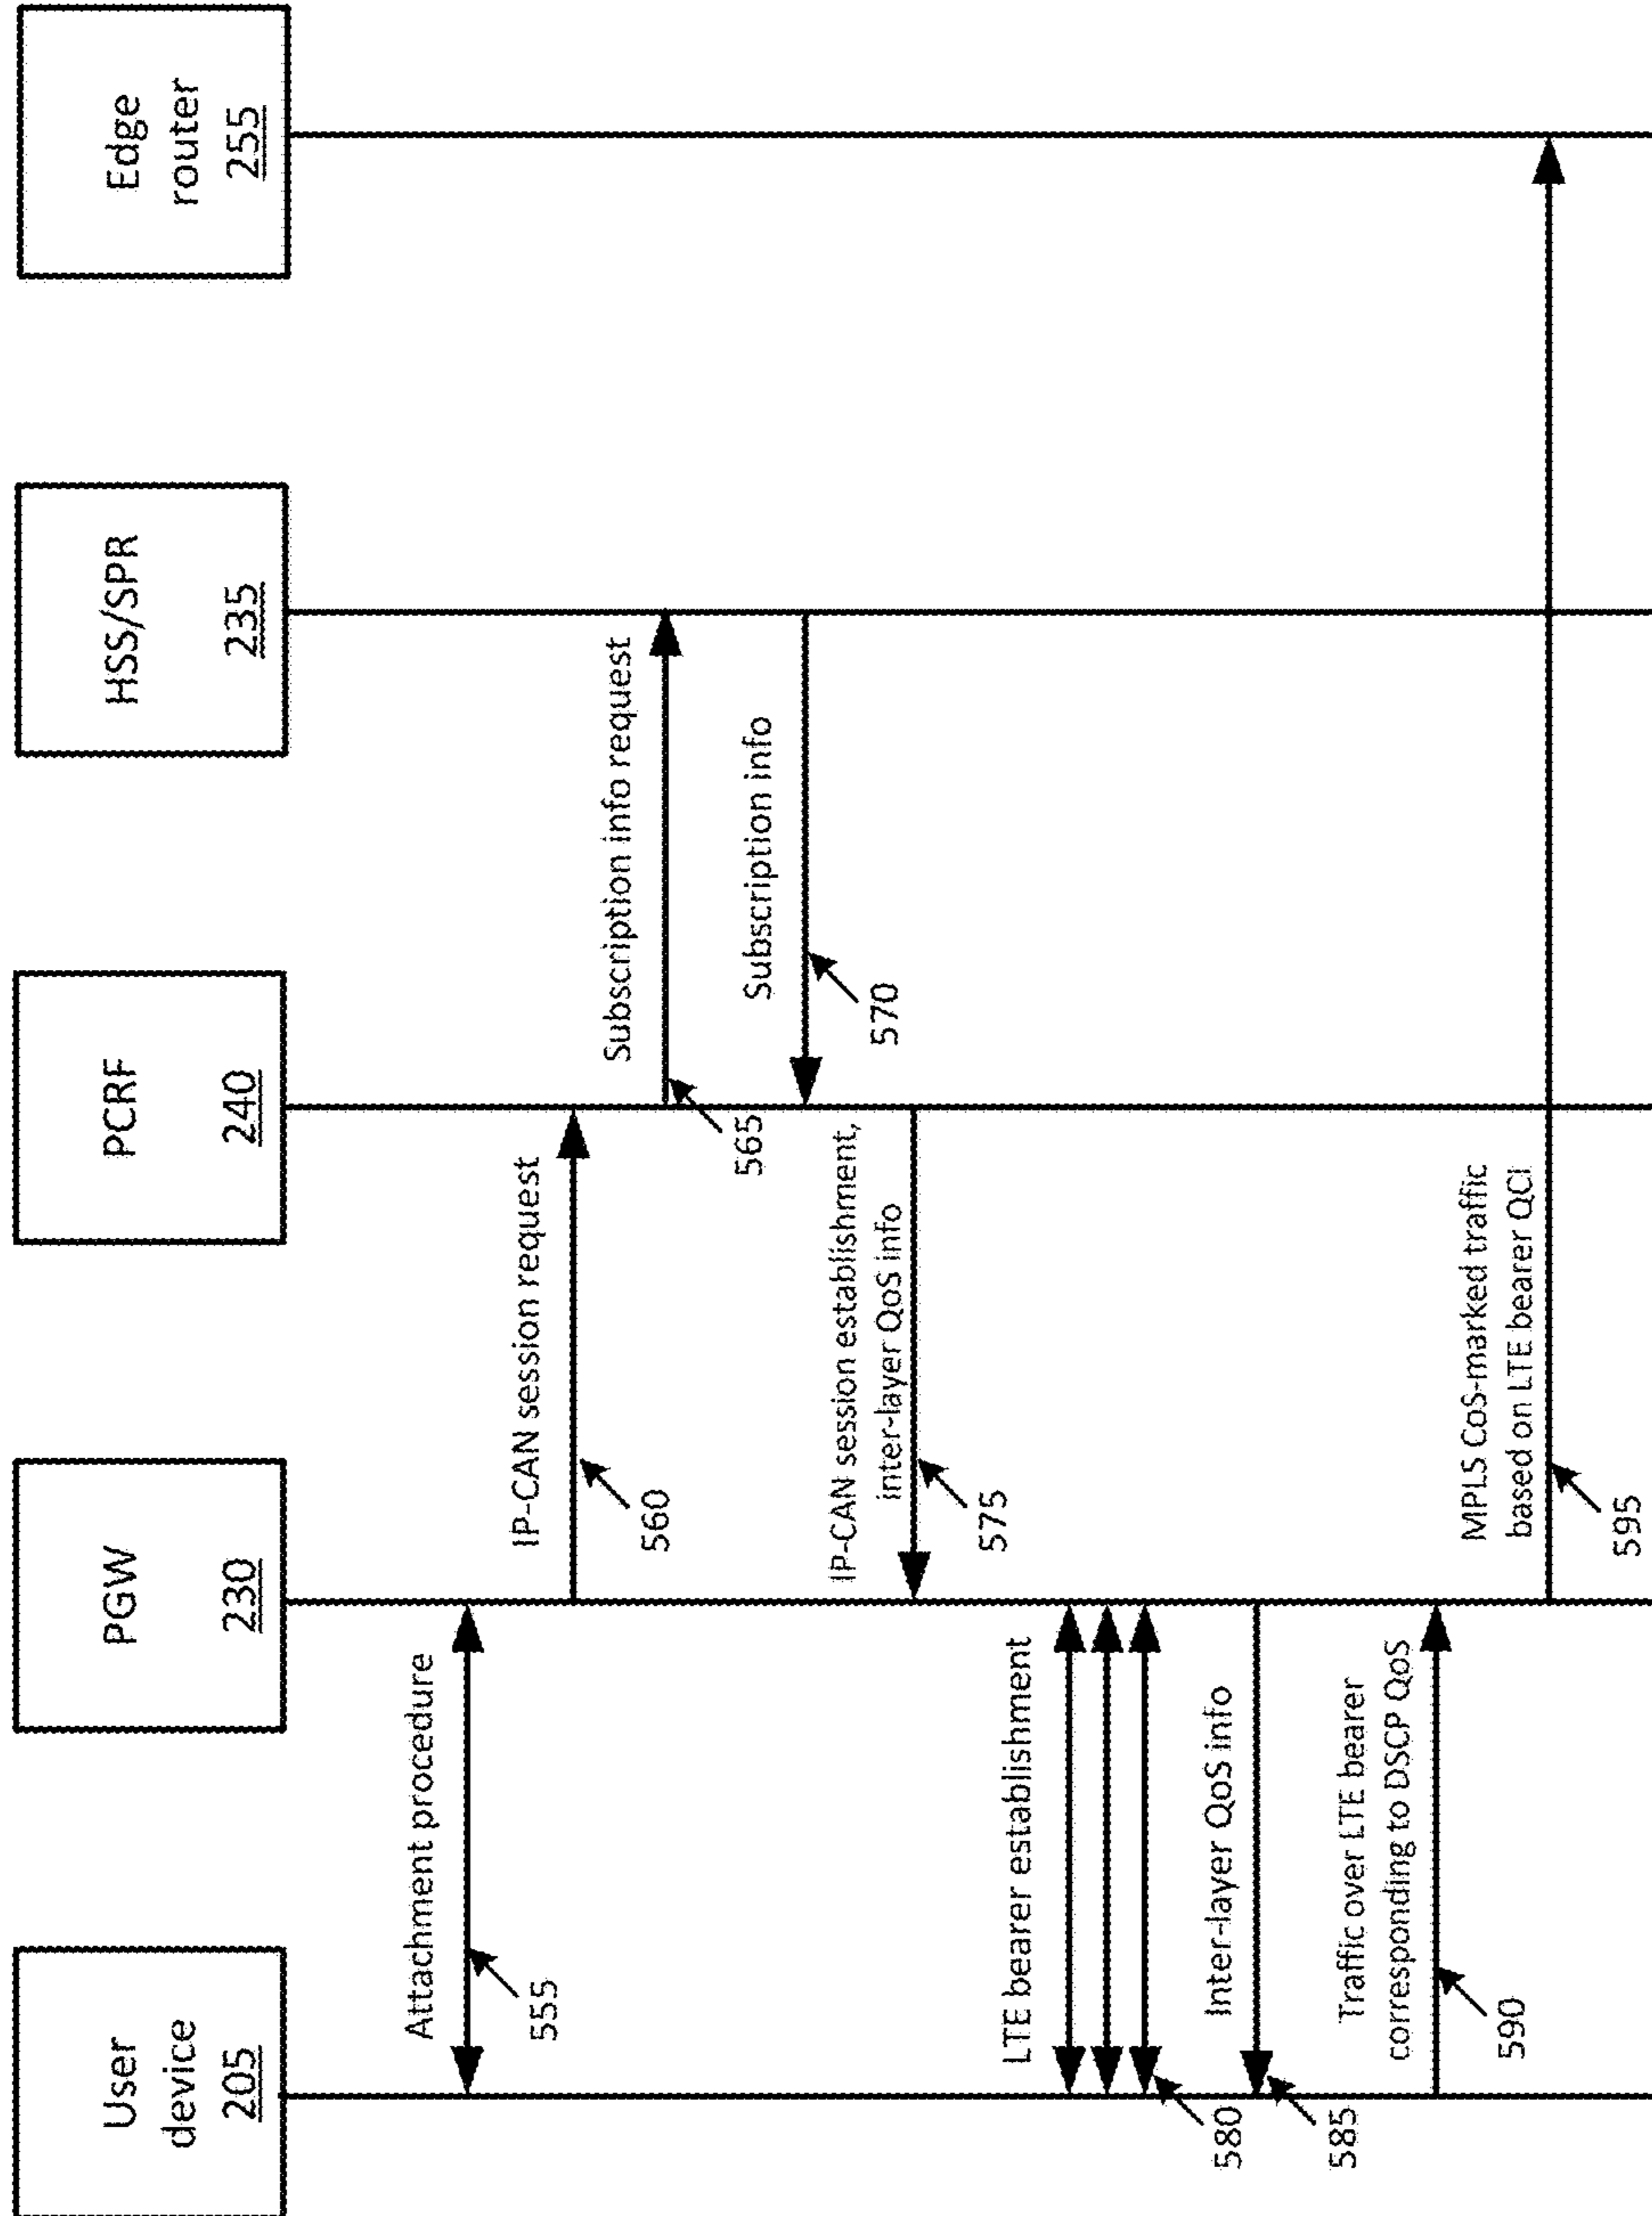 User
device
205
PGW
230
PCRF
240
HSS/SPR
235
Edge
router
255
Attachment procedure
555
IP-CAN session request
560
Subscription info request
565
Subscription info
570
IP-CAN session establishment,
inter-layer QoS info
575
LTE bearer establishment
580
Inter-layer QoS info
585
Traffic over LTE bearer
corresponding to DSCP QoS
590
MPLS CoS-marked traffic
based on LTE bearer QCI
595